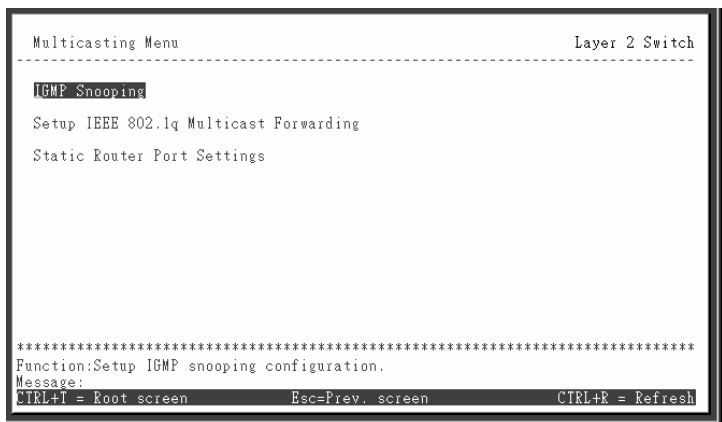 Multicasting Menu Layer 2 Switch
--------------------------------------------------------------------------------
IGMP Snooping
Setup IEEE 802.1q Multicast Forwarding
Static Router Port Settings
********************************************************************************
Function:Setup IGMP snooping configuration.
Message:
CTRL+T = Root screen Esc=Prev. screen CTRL+R = Refresh